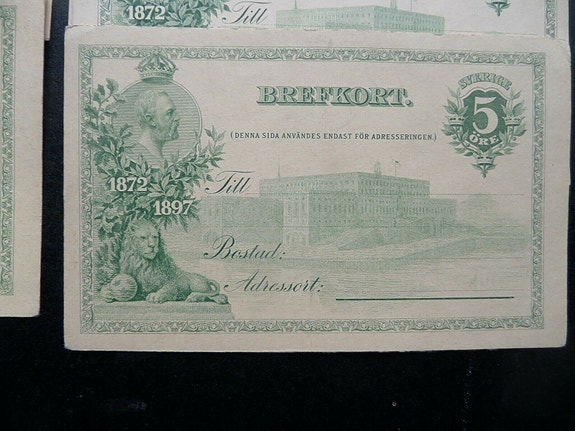 1872 Till
BREFKORT.
SVERIGE
5
ÖRE
(DENNA SIDA ANVÄNDES ENDAST FÖR ADRESSERINGEN.)
1872
1897
Till
Bostad:
Adressort: